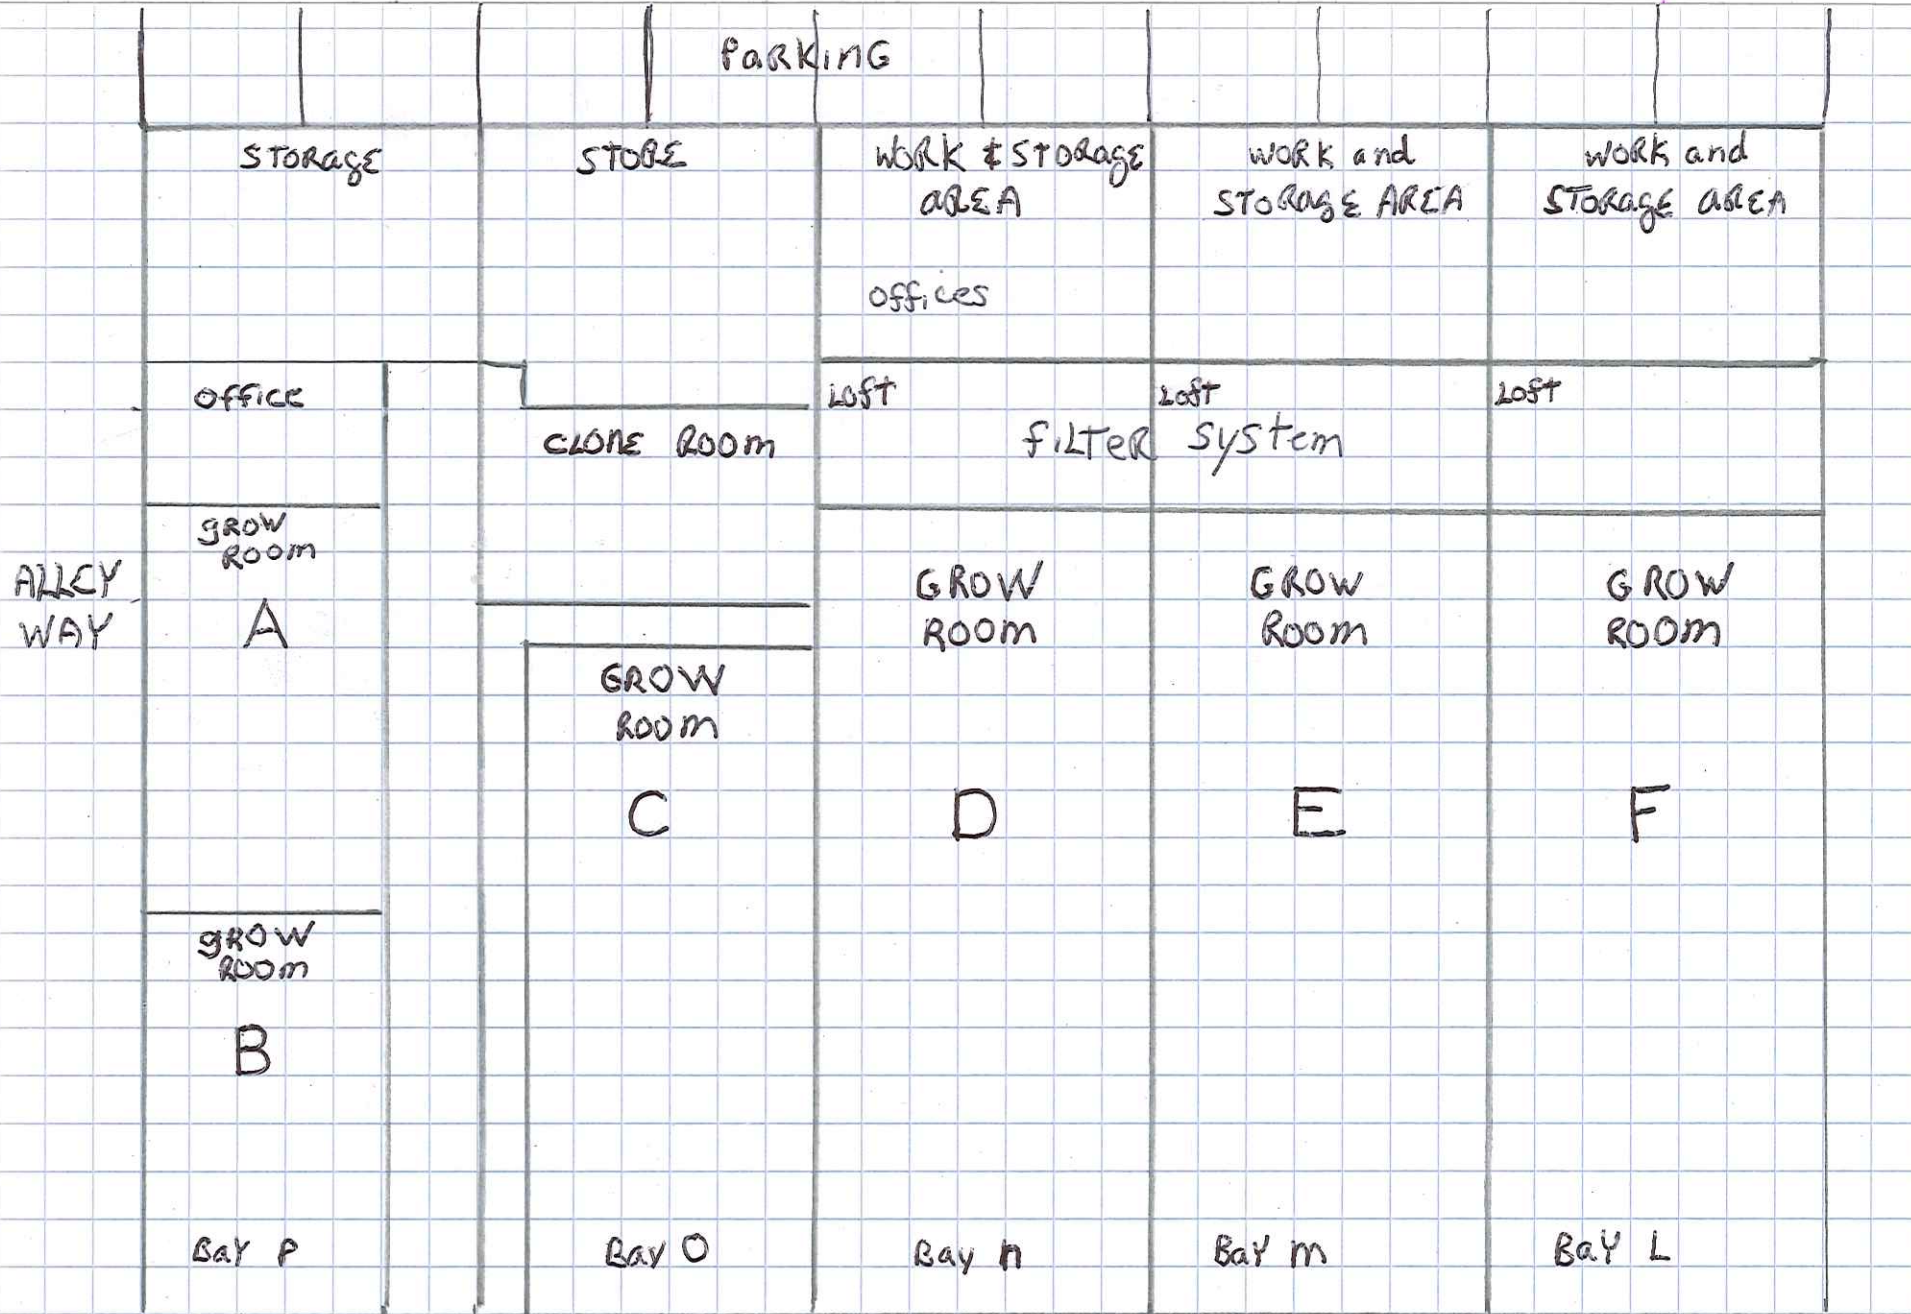 PaRKinG
STORagE
STORE
WORK & STORagE
aREA
WORK and
STORagE AREA
WORK and
STORagE aREA
Offices
Office
Loft
Loft
Loft
CLONE ROOm
FiLTeR System
gROW
ROOm
A
ALLEY
WAY
GROW
ROOm
GROW
ROOm
GROW
ROOm
GROW
ROOm
C
D
E
F
gROW
ROOm
B
BaY P
Bay O
Bay n
BaY m
BaY L